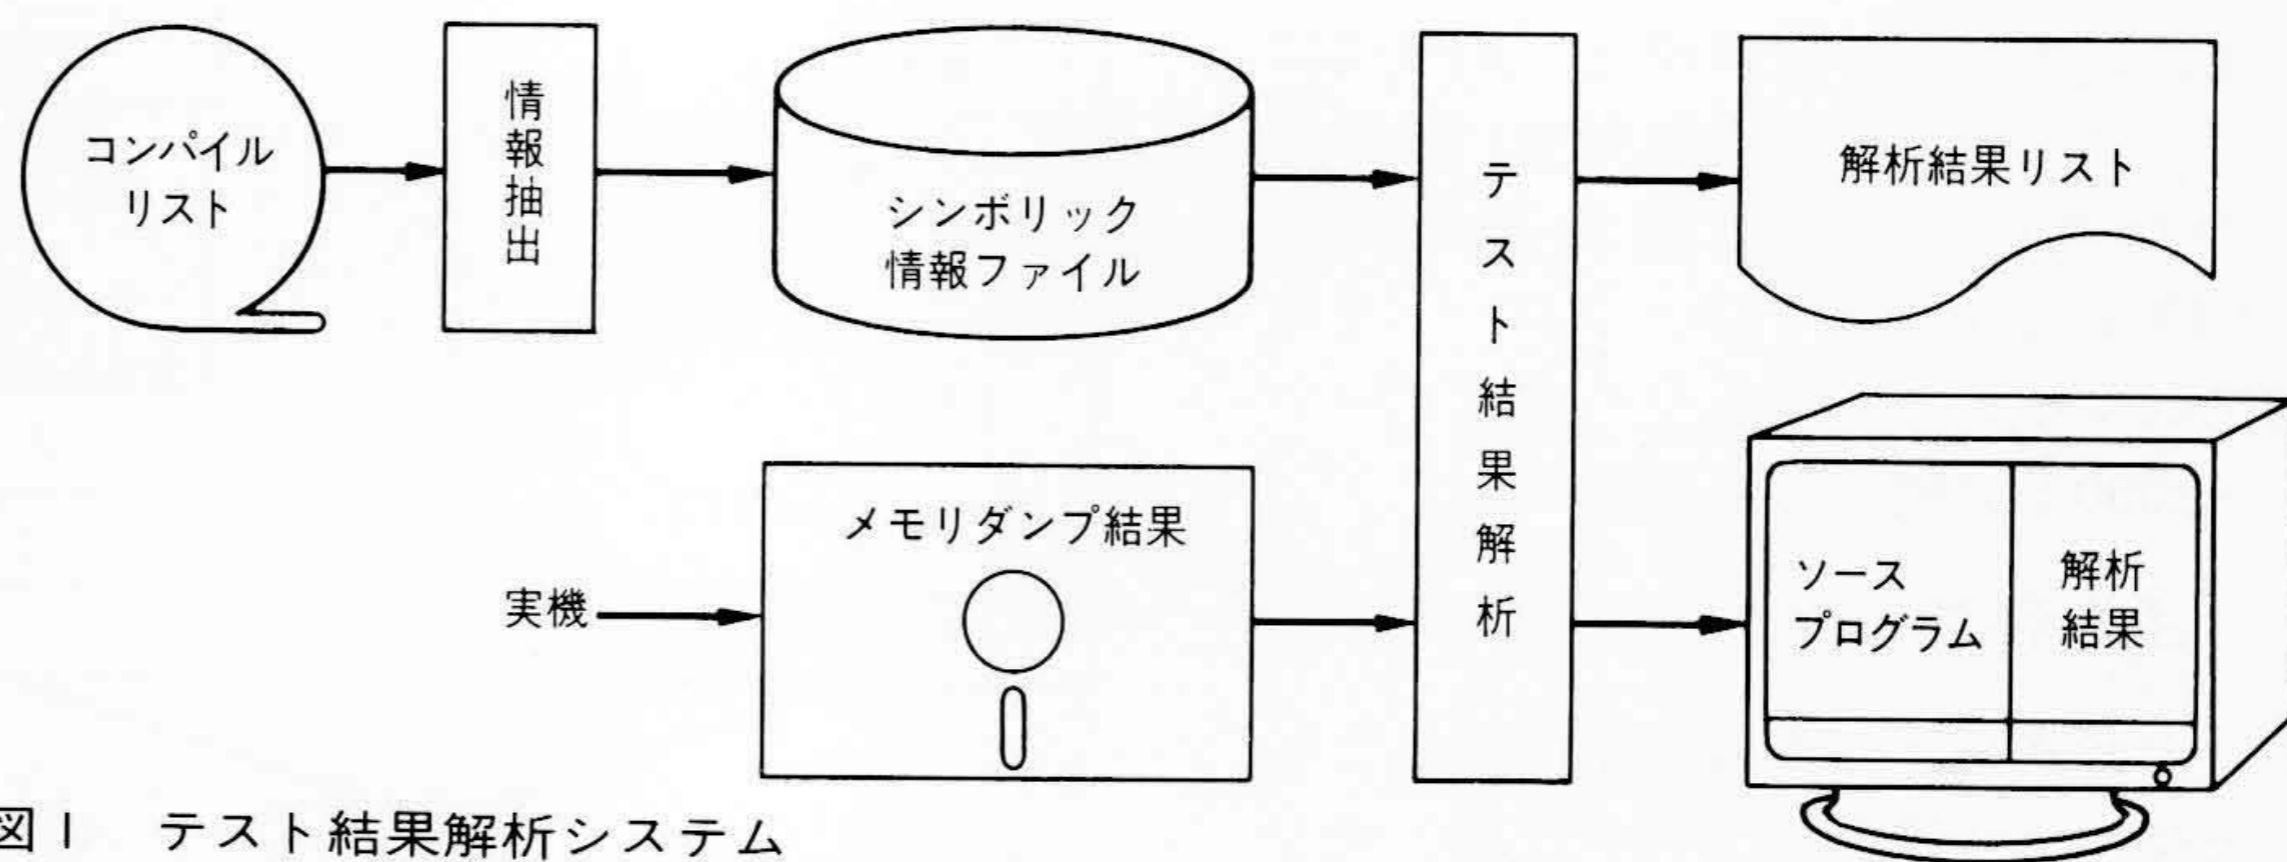 コンパイル
リスト
情報抽出
シンボリック
情報ファイル
テスト結果解析
解析結果リスト
実機
メモリダンプ結果
ソース
プログラム
解析
結果
図1 テスト結果解析システム